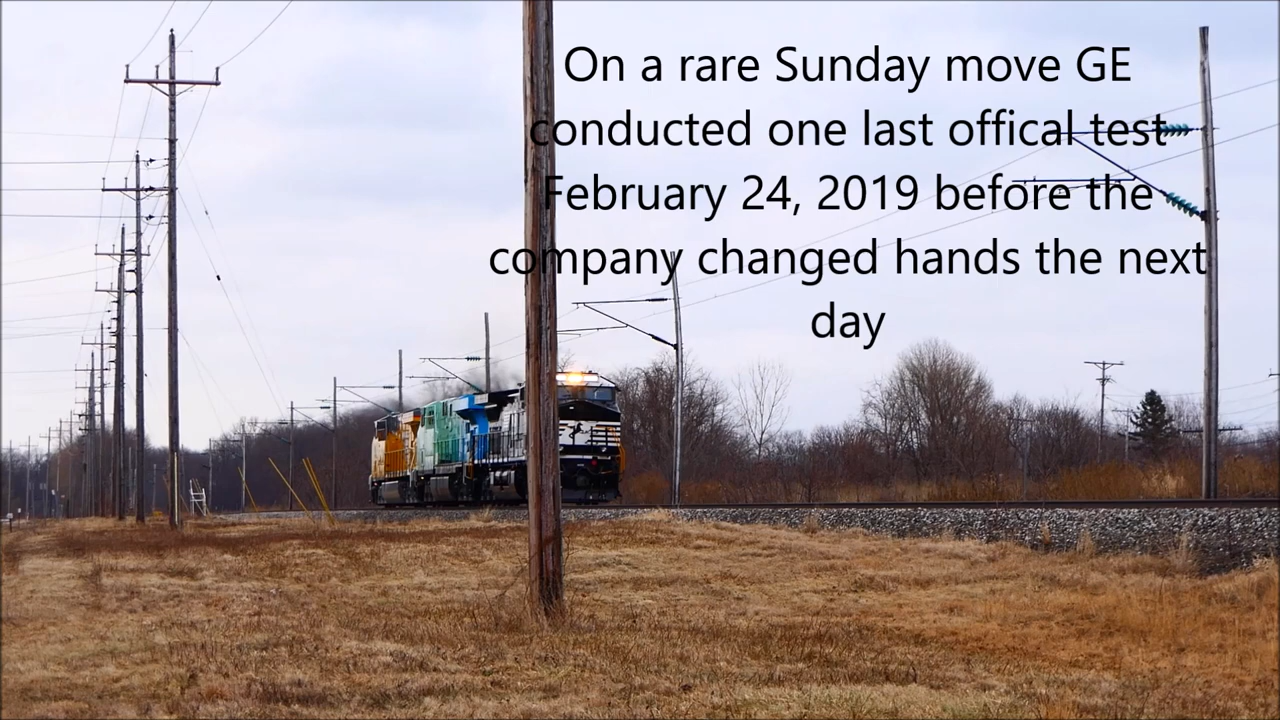 On a rare Sunday move GE
conducted one last offical test
February 24, 2019 before the
company changed hands the next
day